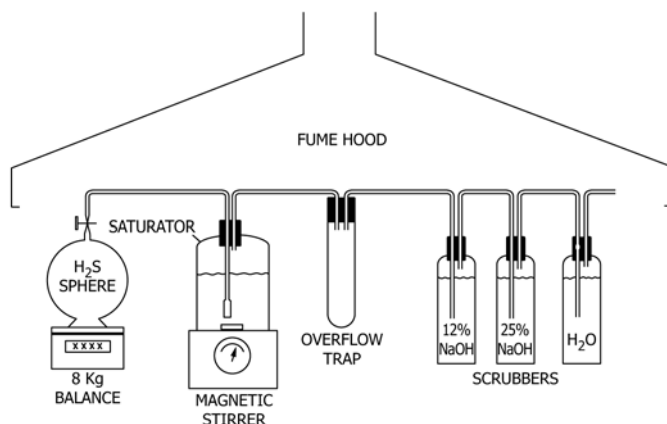 FUME HOOD
SATURATOR
H₂S
SPHERE
XXXX
8 Kg
BALANCE
MAGNETIC
STIRRER
OVERFLOW
TRAP
12%
NaOH
25%
NaOH
H₂O
SCRUBBERS